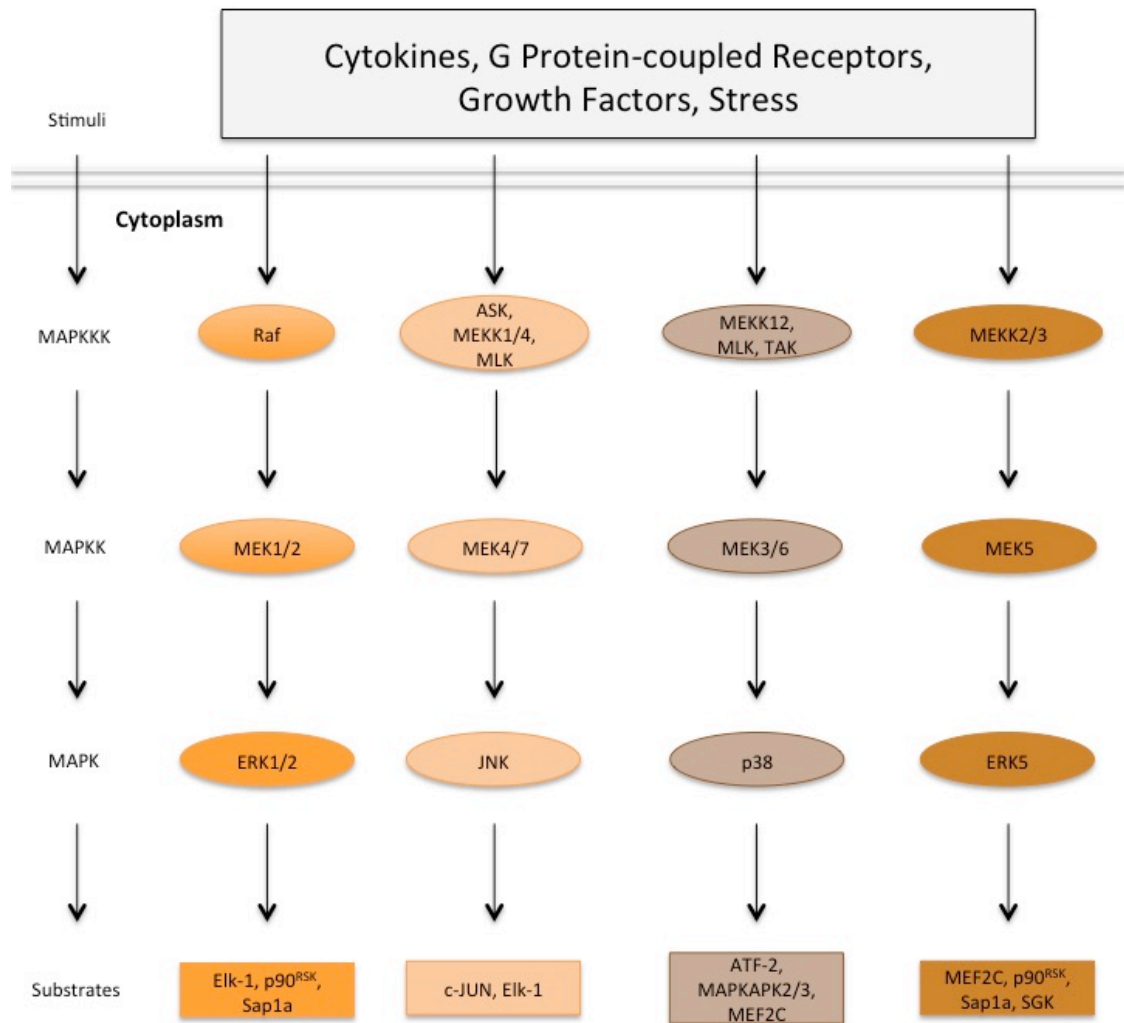 Cytokines, G Protein-coupled Receptors,
Growth Factors, Stress
Stimuli
Cytoplasm
MAPKKK
Raf
ASK,
MEKK1/4,
MLK
MEKK12,
MLK, TAK
MEKK2/3
MAPKK
MEK1/2
MEK4/7
MEK3/6
MEK5
MAPK
ERK1/2
JNK
p38
ERK5
Substrates
Elk-1, p90RSK,
Sap1a
c-JUN, Elk-1
ATF-2,
MAPKAPK2/3,
MEF2C
MEF2C, p90RSK,
Sap1a, SGK